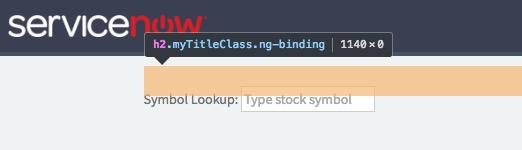 servicenow
h2.myTitleClass.ng-binding | 1140 × 0
Symbol Lookup: Type stock symbol